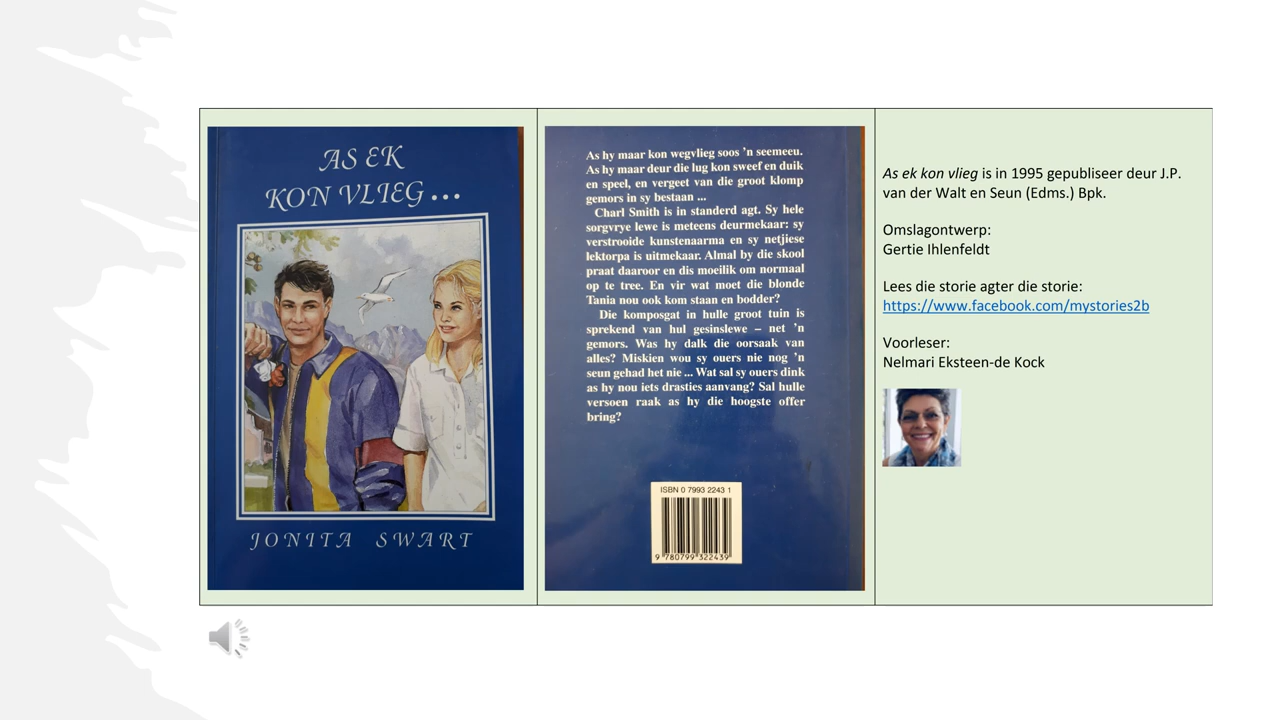 AS EK
KON VLIEG...
JONITA SWART
As hy maar kon wegvlieg soos 'n seemeeu.
As hy maar deur die lug kon sweef en duik
en speel, en vergeet van die groot klomp
gemors in sy bestaan ...
Charl Smith is in standerd agt. Sy hele
sorgvrye lewe is meteens deurmekaar: sy
verstrooide kunstenaarma en sy netjiese
lektorpa is uitmekaar. Almal by die skool
praat daaroor en dis moeilik om normaal
op te tree. En vir wat moet die blonde
Tania nou ook kom staan en bodder?
Die komposgat in hulle groot tuin is
sprekend van hul gesinslewe – net 'n
gemors. Was hy dalk die oorsaak van
alles? Miskien wou sy ouers nie nog 'n
seun gehad het nie ... Wat sal sy ouers dink
as hy nou iets drasties aanvang? Sal hulle
versoen raak as hy die hoogste offer
bring?
ISBN 0 7993 2243 1
9 780799 322439
As ek kon vlieg is in 1995 gepubliseer deur J.P.
van der Walt en Seun (Edms.) Bpk.
Omslagontwerp:
Gertie Ihlenfeldt
Lees die storie agter die storie:
https://www.facebook.com/mystories2b
Voorleser:
Nelmari Eksteen-de Kock